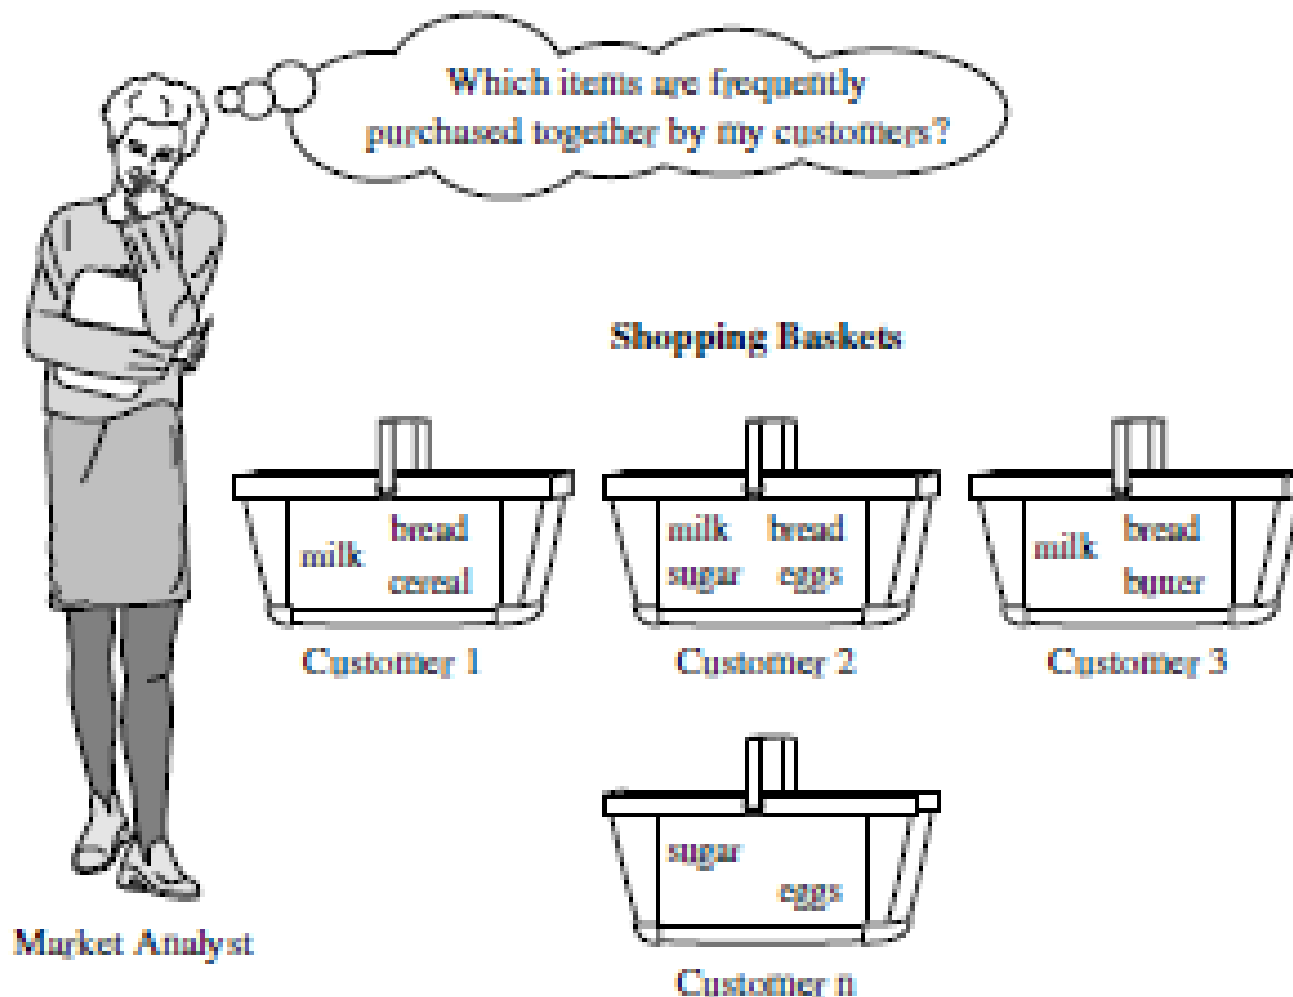 Which items are frequently
purchased together by my customers?
Shopping Baskets
milk bread cereal
milk bread
sugar eggs
milk bread butter
Customer 1 Customer 2 Customer 3
sugar
eggs
Market Analyst
Customer n